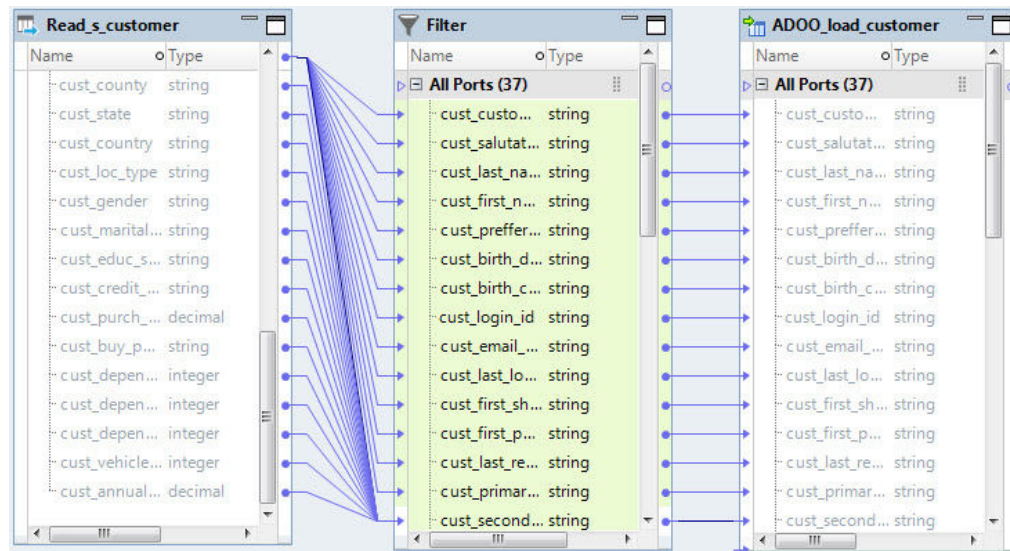 Read_s_customer
Name Type
cust_county string
cust_state string
cust_country string
cust_loc_type string
cust_gender string
cust_marital... string
cust_educ_s... string
cust_credit_... string
cust_purch_... decimal
cust_buy_p... string
cust_depen... integer
cust_depen... integer
cust_depen... integer
cust_vehicle... integer
cust_annual... decimal
Filter
Name Type
All Ports (37)
cust_custo... string
cust_salutat... string
cust_last_na... string
cust_first_n... string
cust_preffer... string
cust_birth_d... string
cust_birth_c... string
cust_login_id string
cust_email_... string
cust_last_lo... string
cust_first_sh... string
cust_first_p... string
cust_last_re... string
cust_primar... string
cust_second... string
ADOO_load_customer
Name Type
All Ports (37)
cust_custo... string
cust_salutat... string
cust_last_na... string
cust_first_n... string
cust_preffer... string
cust_birth_d... string
cust_birth_c... string
cust_login_id string
cust_email_... string
cust_last_lo... string
cust_first_sh... string
cust_first_p... string
cust_last_re... string
cust_primar... string
cust_second... string